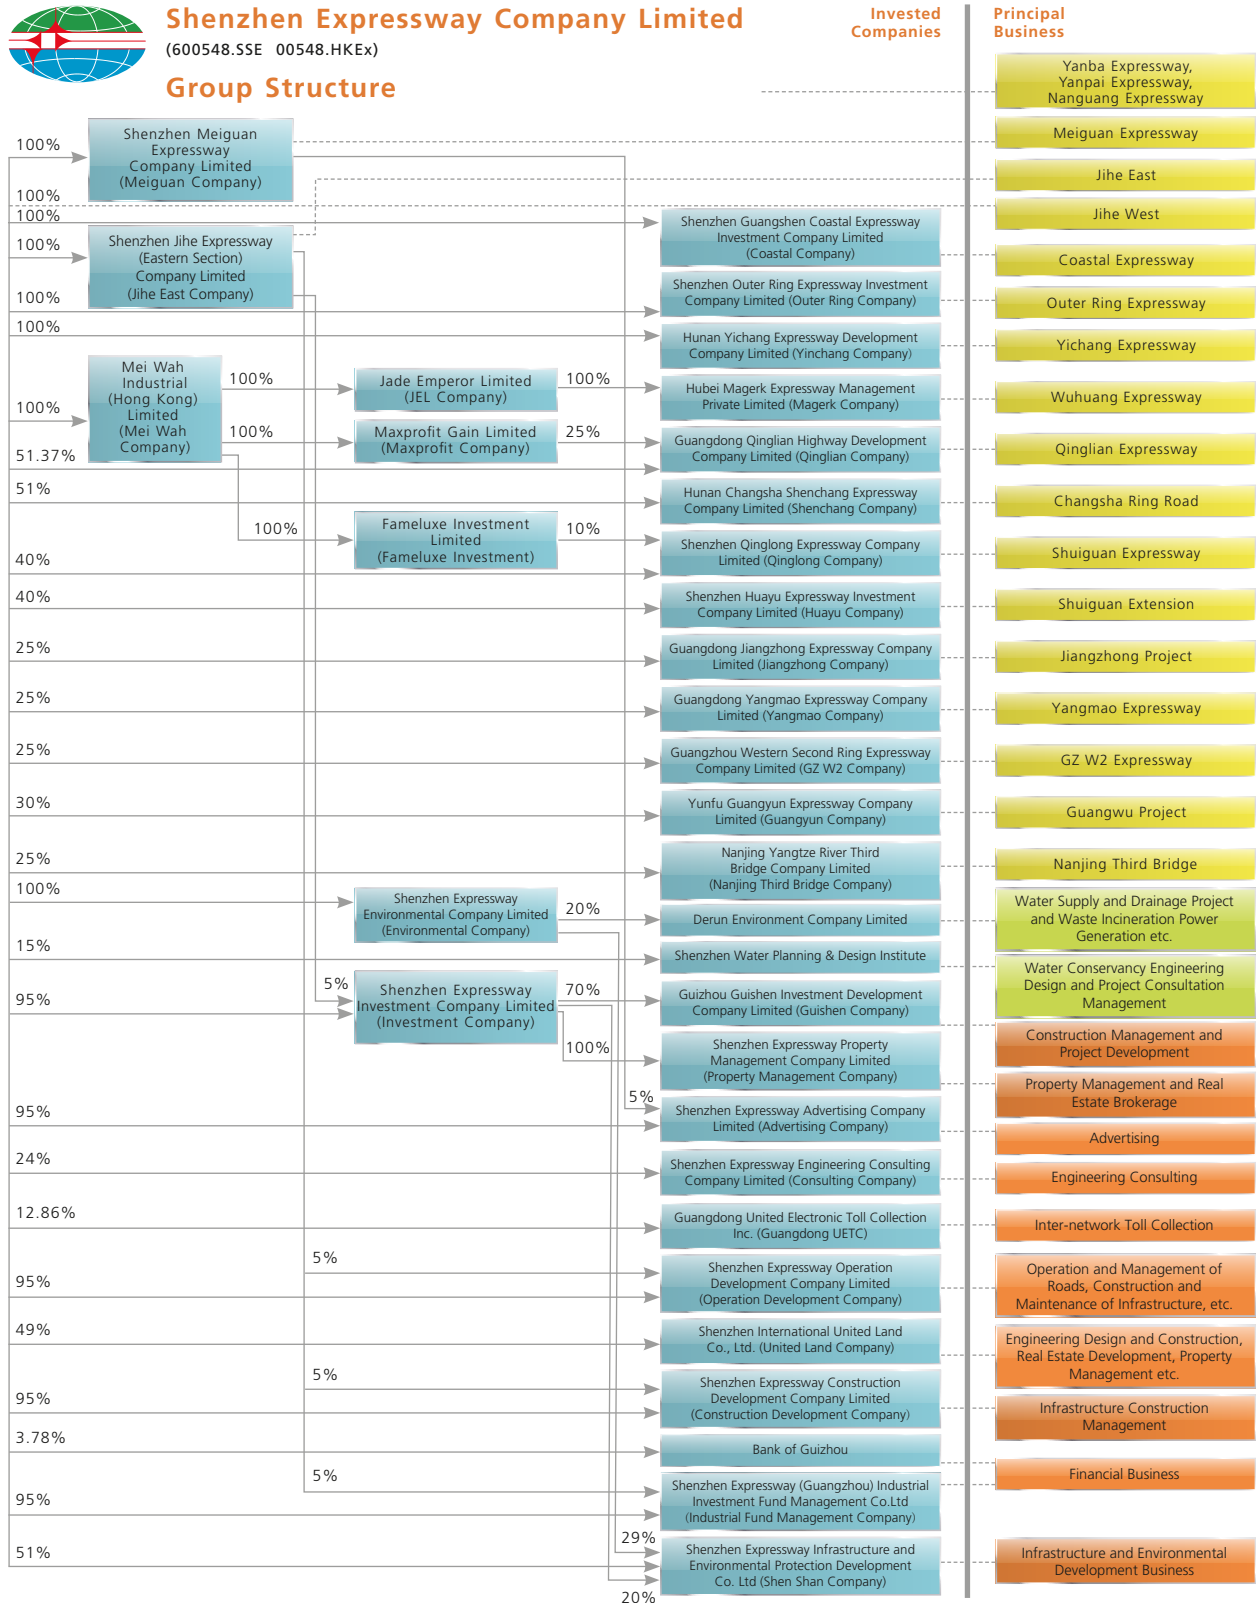 Shenzhen Expressway Company Limited
(600548.SSE 00548.HKEx)
Group Structure
Invested
Companies
Principal
Business
Yanba Expressway,
Yanpai Expressway,
Nanguang Expressway
100%
Shenzhen Meiguan
Expressway
Company Limited
(Meiguan Company)
Meiguan Expressway
Jihe East
100%
Jihe West
100%
Shenzhen Guangshen Coastal Expressway
Investment Company Limited
(Coastal Company)
Coastal Expressway
100%
Shenzhen Jihe Expressway
(Eastern Section)
Company Limited
(Jihe East Company)
100%
Shenzhen Outer Ring Expressway Investment
Company Limited (Outer Ring Company)
Outer Ring Expressway
100%
Hunan Yichang Expressway Development
Company Limited (Yinchang Company)
Yichang Expressway
100%
Mei Wah
Industrial
(Hong Kong)
Limited
(Mei Wah
Company)
100%
Jade Emperor Limited
(JEL Company)
100%
Hubei Magerk Expressway Management
Private Limited (Magerk Company)
Wuhuang Expressway
100%
Maxprofit Gain Limited
(Maxprofit Company)
25%
Guangdong Qinglian Highway Development
Company Limited (Qinglian Company)
Qinglian Expressway
51.37%
51%
Hunan Changsha Shenchang Expressway
Company Limited (Shenchang Company)
Changsha Ring Road
100%
Fameluxe Investment
Limited
(Fameluxe Investment)
10%
Shenzhen Qinglong Expressway Company
Limited (Qinglong Company)
Shuiguan Expressway
40%
40%
Shenzhen Huayu Expressway Investment
Company Limited (Huayu Company)
Shuiguan Extension
25%
Guangdong Jiangzhong Expressway Company
Limited (Jiangzhong Company)
Jiangzhong Project
25%
Guangdong Yangmao Expressway Company
Limited (Yangmao Company)
Yangmao Expressway
25%
Guangzhou Western Second Ring Expressway
Company Limited (GZ W2 Company)
GZ W2 Expressway
30%
Yunfu Guangyun Expressway Company
Limited (Guangyun Company)
Guangwu Project
25%
Nanjing Yangtze River Third
Bridge Company Limited
(Nanjing Third Bridge Company)
Nanjing Third Bridge
100%
Shenzhen Expressway
Environmental Company Limited
(Environmental Company)
20%
Derun Environment Company Limited
Water Supply and Drainage Project
and Waste Incineration Power
Generation etc.
15%
Shenzhen Water Planning & Design Institute
Water Conservancy Engineering
Design and Project Consultation
Management
95%
5%
Shenzhen Expressway
Investment Company Limited
(Investment Company)
70%
Guizhou Guishen Investment Development
Company Limited (Guishen Company)
Construction Management and
Project Development
100%
Shenzhen Expressway Property
Management Company Limited
(Property Management Company)
Property Management and Real
Estate Brokerage
5%
95%
Shenzhen Expressway Advertising Company
Limited (Advertising Company)
Advertising
24%
Shenzhen Expressway Engineering Consulting
Company Limited (Consulting Company)
Engineering Consulting
12.86%
Guangdong United Electronic Toll Collection
Inc. (Guangdong UETC)
Inter-network Toll Collection
5%
95%
Shenzhen Expressway Operation
Development Company Limited
(Operation Development Company)
Operation and Management of
Roads, Construction and
Maintenance of Infrastructure, etc.
49%
Shenzhen International United Land
Co., Ltd. (United Land Company)
Engineering Design and Construction,
Real Estate Development, Property
Management etc.
5%
95%
Shenzhen Expressway Construction
Development Company Limited
(Construction Development Company)
Infrastructure Construction
Management
3.78%
Bank of Guizhou
Financial Business
5%
95%
Shenzhen Expressway (Guangzhou) Industrial
Investment Fund Management Co.Ltd
(Industrial Fund Management Company)
29%
51%
Shenzhen Expressway Infrastructure and
Environmental Protection Development
Co. Ltd (Shen Shan Company)
Infrastructure and Environmental
Development Business
20%